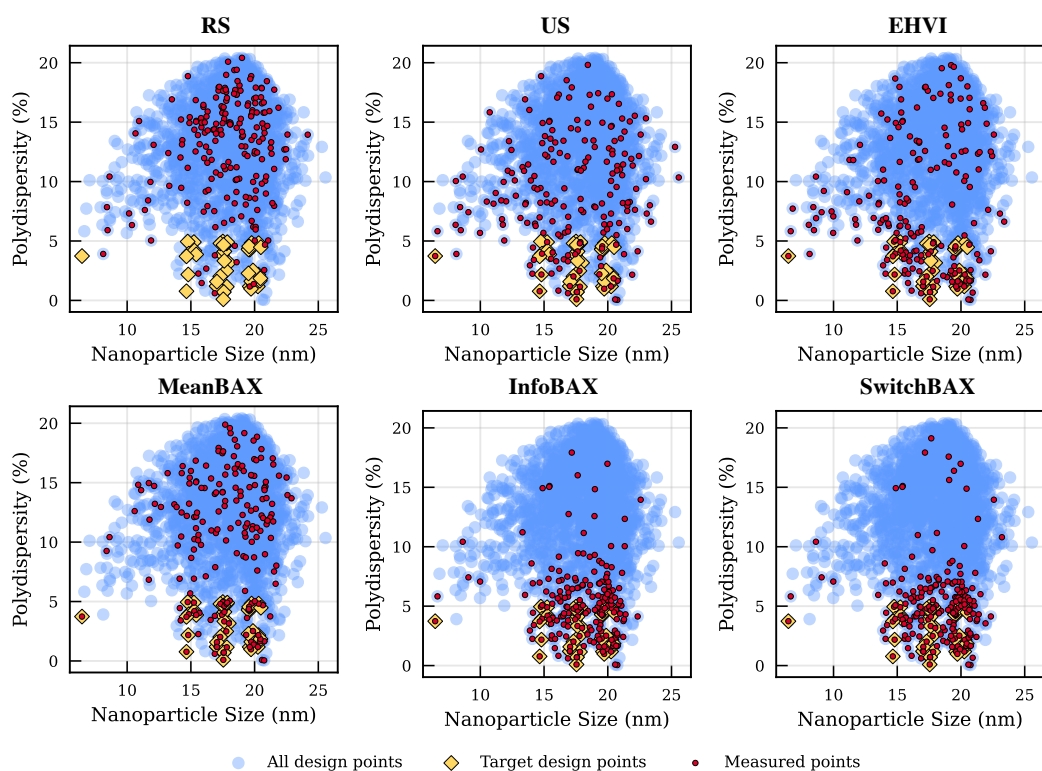 RS
US
EHVI
20
15
10
5
0
Polydispersity (%)
10
15
20
25
Nanoparticle Size (nm)
20
15
10
5
0
Polydispersity (%)
10
15
20
25
Nanoparticle Size (nm)
20
15
10
5
0
Polydispersity (%)
10
15
20
25
Nanoparticle Size (nm)
MeanBAX
InfoBAX
SwitchBAX
20
15
10
5
0
Polydispersity (%)
10
15
20
25
Nanoparticle Size (nm)
20
15
10
5
0
Polydispersity (%)
10
15
20
25
Nanoparticle Size (nm)
20
15
10
5
0
Polydispersity (%)
10
15
20
25
Nanoparticle Size (nm)
All design points
Target design points
Measured points